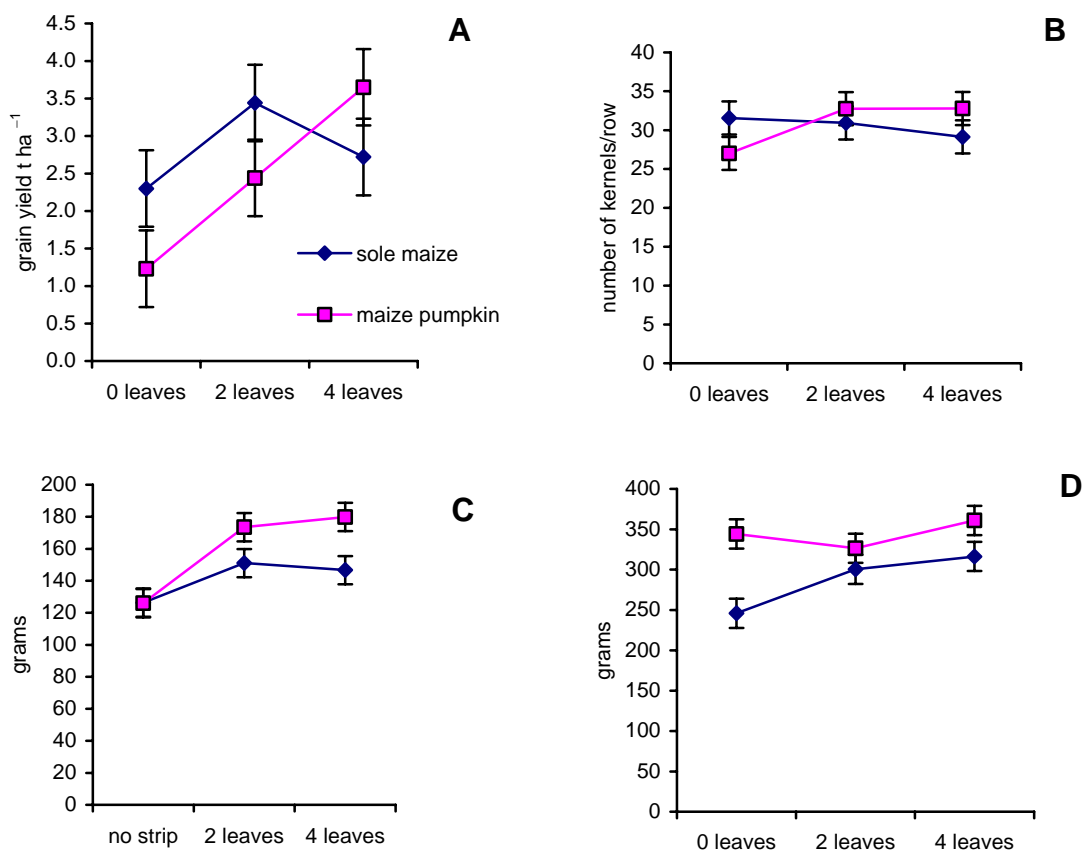 A
grain yield t ha⁻¹
4.5
4.0
3.5
3.0
2.5
2.0
1.5
1.0
0.5
0.0
0 leaves 2 leaves 4 leaves
sole maize
maize pumpkin
B
number of kernels/row
40
35
30
25
20
15
10
5
0
0 leaves 2 leaves 4 leaves
C
grams
200
180
160
140
120
100
80
60
40
20
0
no strip 2 leaves 4 leaves
D
grams
400
350
300
250
200
150
100
50
0
0 leaves 2 leaves 4 leaves